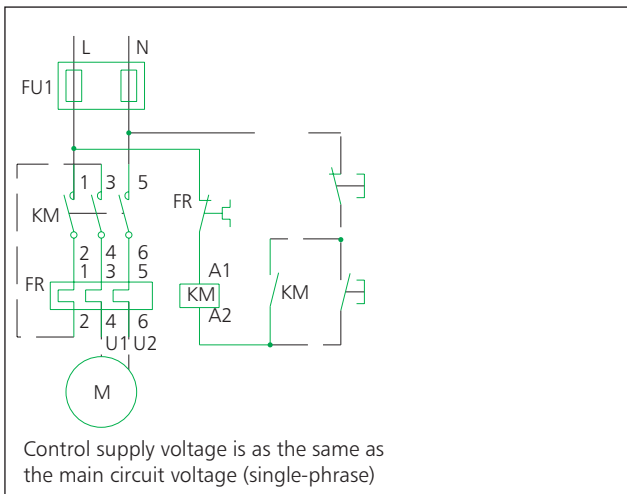 L N
FU1
1 3 5
KM
FR
2 4 6
1 3 5
FR
A1
KM
A2
KM
2 4 6
U1 U2
M
Control supply voltage is as the same as
the main circuit voltage (single-phrase)